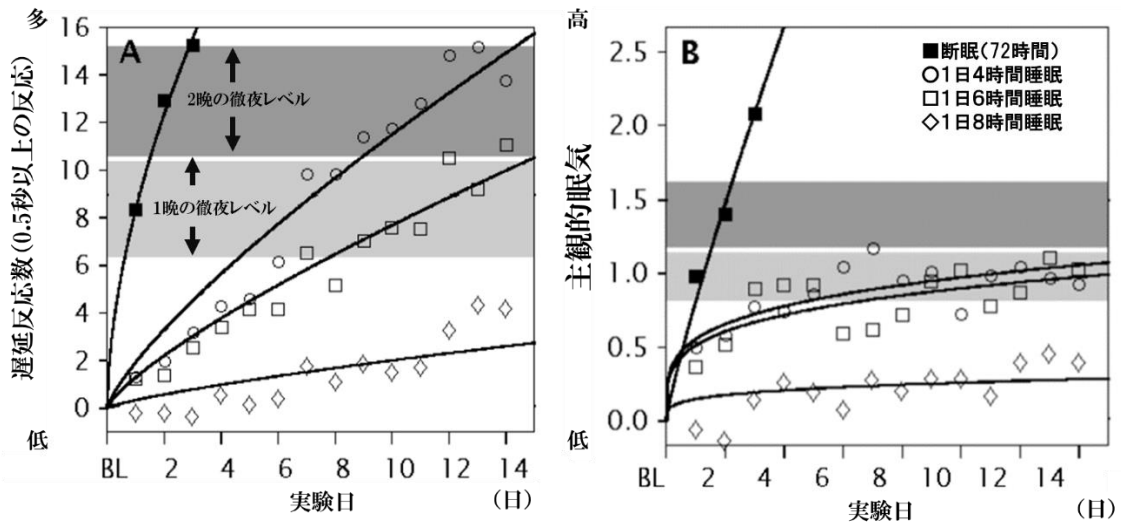 多
遅延反応数(0.5秒以上の反応)
低
16
14
12
10
8
6
4
2
0
A
2晩の徹夜レベル
1晩の徹夜レベル
BL 2 4 6 8 10 12 14
実験日 (日)
高
主観的眠気
低
2.5
2.0
1.5
1.0
0.5
0.0
B
■断眠(72時間)
○1日4時間睡眠
□1日6時間睡眠
◇1日8時間睡眠
BL 2 4 6 8 10 12 14
実験日 (日)